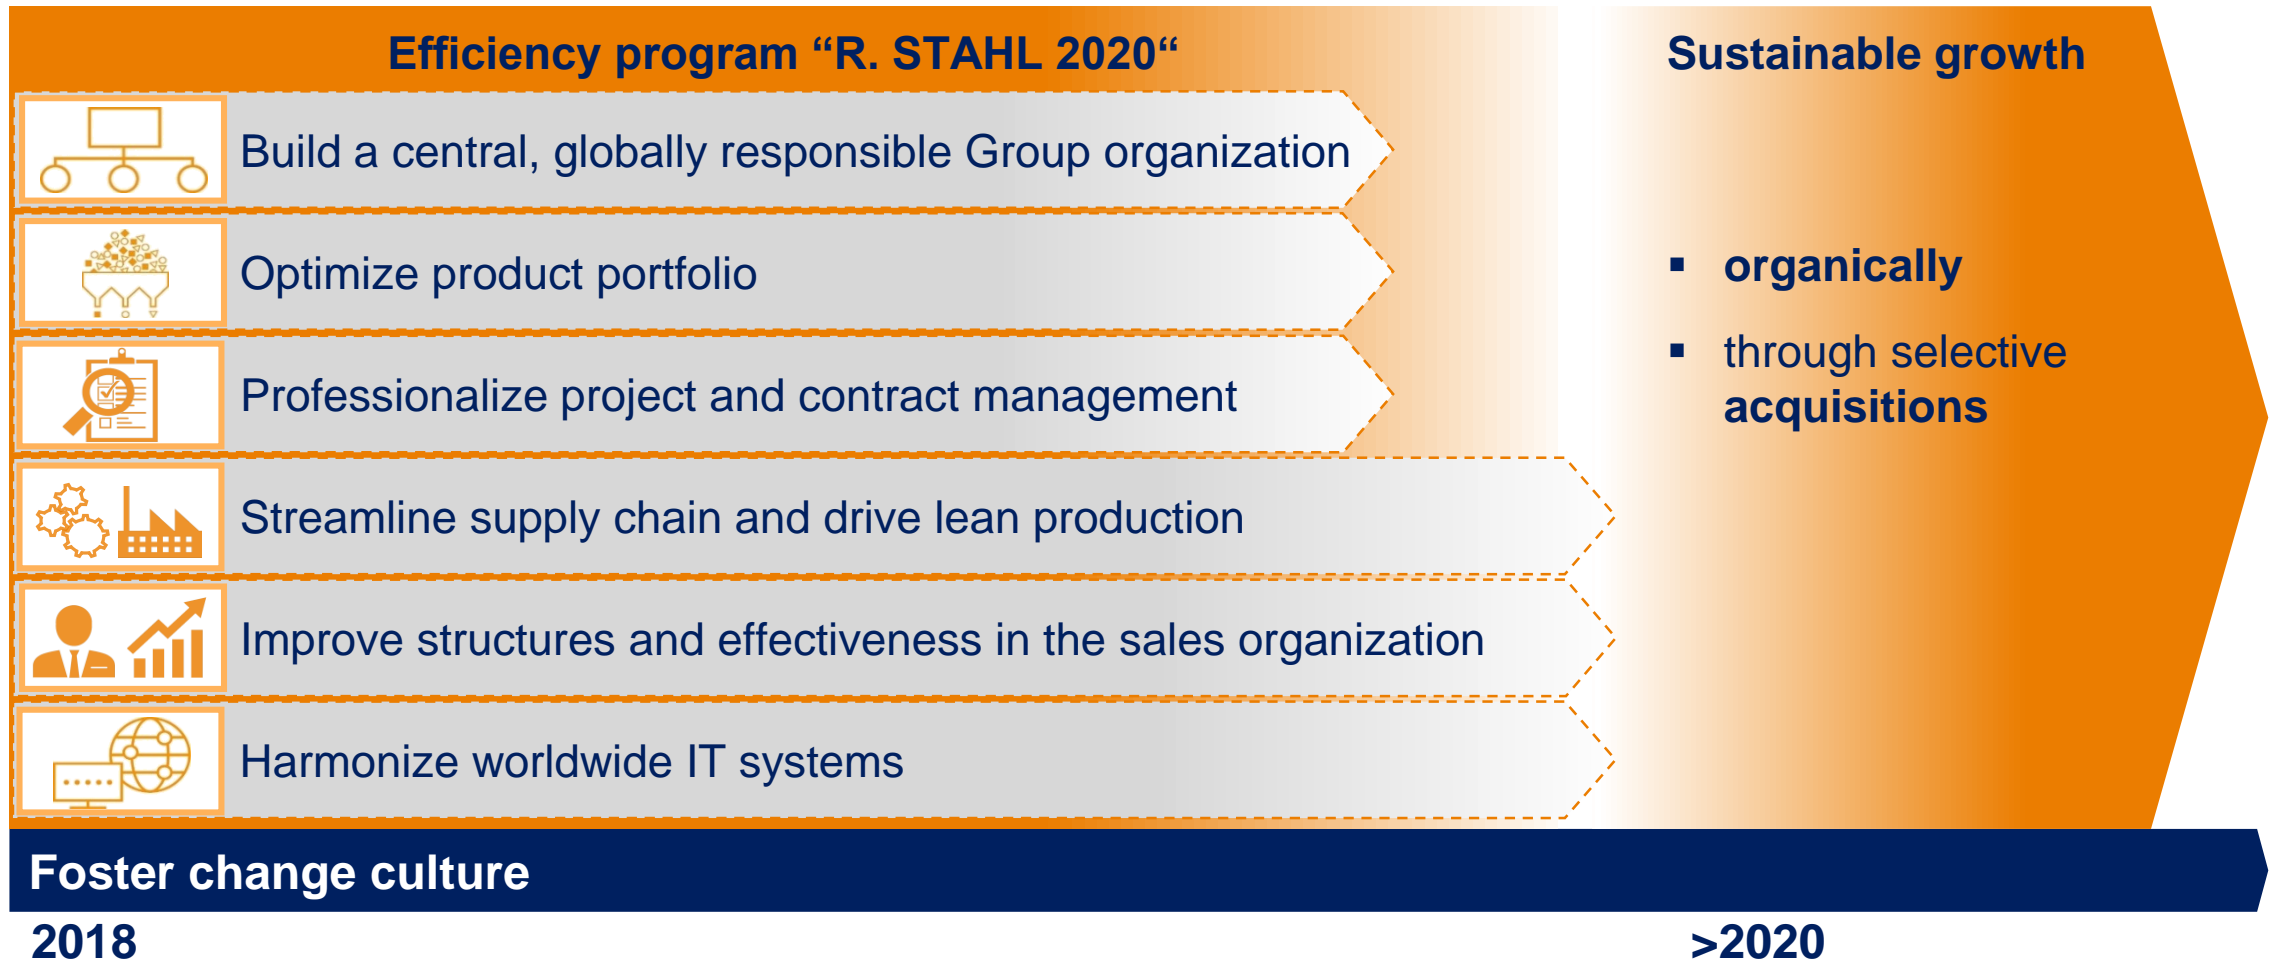 Efficiency program “R. STAHL 2020“
Build a central, globally responsible Group organization
Optimize product portfolio
Professionalize project and contract management
Streamline supply chain and drive lean production
Improve structures and effectiveness in the sales organization
Harmonize worldwide IT systems
Sustainable growth
▪ organically
▪ through selective
acquisitions
Foster change culture
2018
>2020